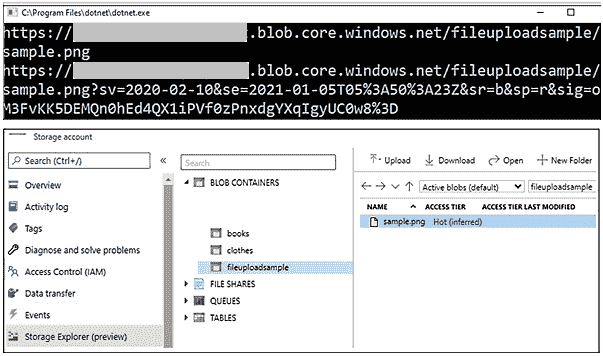 C:\Program Files\dotnet\dotnet.exe
https://.blob.core.windows.net/fileuploadsample/
sample.png
https://.blob.core.windows.net/fileuploadsample/
sample.png?sv=2020-02-10&se=2021-01-05T05%3A50%3A23Z&sr=b&sp=r&sig=o
M3FvKK5DEMQn0hEd4QX1iPVf0zPnxdgYXqIgyUC0w8%3D
Storage account
Search (Ctrl+/)
«
Overview
Activity log
Tags
Diagnose and solve problems
Access Control (IAM)
Data transfer
Events
Storage Explorer (preview)
Search
BLOB CONTAINERS
books
clothes
fileuploadsample
FILE SHARES
QUEUES
TABLES
Upload Download Open New Folder
Active blobs (default) fileuploadsample
NAME ACCESS TIER ACCESS TIER LAST MODIFIED
sample.png Hot (inferred)